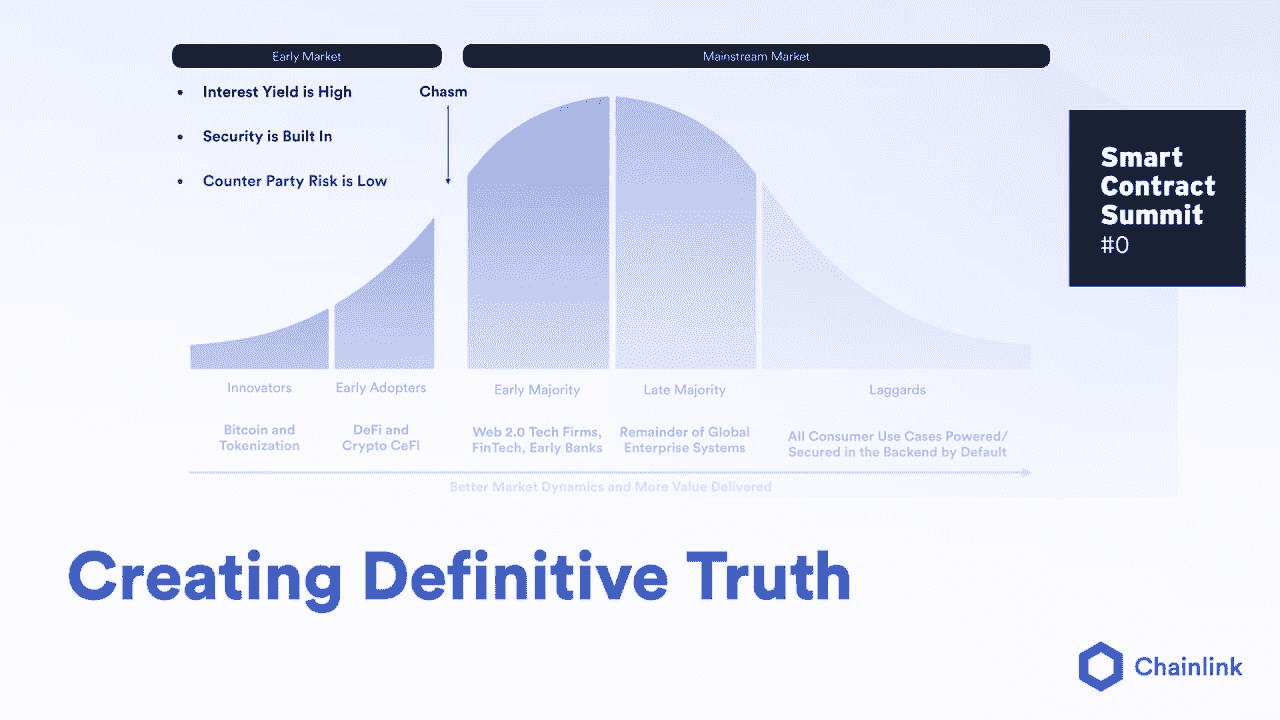 Early Market
Mainstream Market
• Interest Yield is High
Chasm
• Security is Built In
• Counter Party Risk is Low
Smart
Contract
Summit
#0
Innovators
Early Adopters
Early Majority
Late Majority
Laggards
Bitcoin and
Tokenization
DeFi and
Crypto CeFI
Web 2.0 Tech Firms,
FinTech, Early Banks
Remainder of Global
Enterprise Systems
All Consumer Use Cases Powered/
Secured in the Backend by Default
Better Market Dynamics and More Value Delivered
Creating Definitive Truth
Chainlink